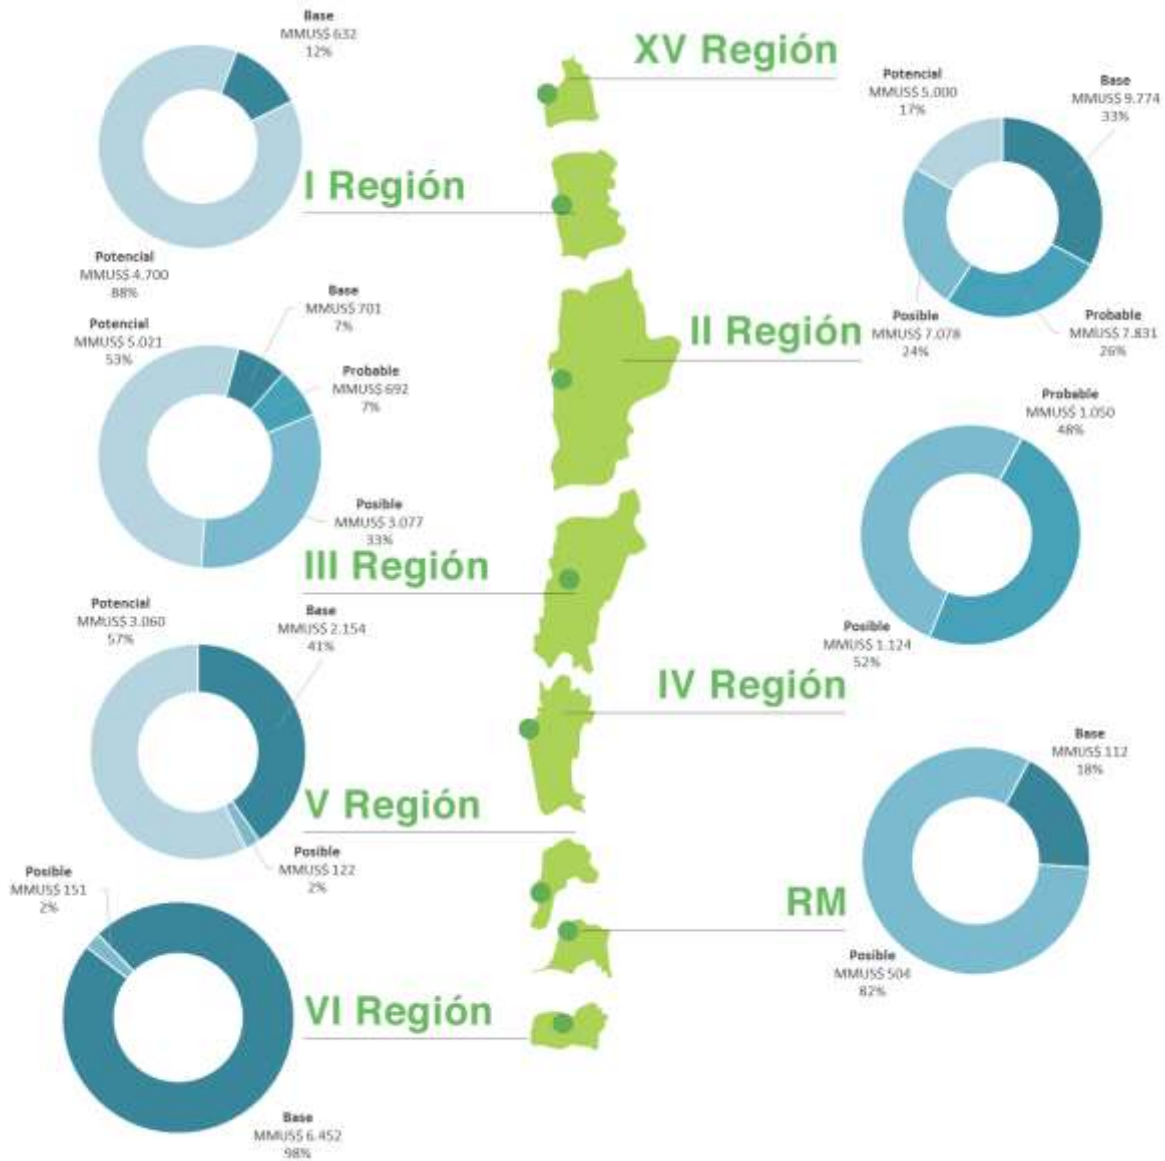 Base
MMUS$ 632
12%
XV Región
Potencial
MMUS$ 5.000
17%
Base
MMUS$ 9.774
33%
I Región
Potencial
MMUS$ 4.700
88%
Base
MMUS$ 701
7%
Potencial
MMUS$ 5.021
53%
Probable
MMUS$ 692
7%
II Región
Posible
MMUS$ 7.078
24%
Probable
MMUS$ 7.831
26%
Probable
MMUS$ 1.050
48%
Posible
MMUS$ 3.077
33%
III Región
Potencial
MMUS$ 3.060
57%
Base
MMUS$ 2.154
41%
Posible
MMUS$ 1.124
52%
IV Región
Base
MMUS$ 112
18%
V Región
Posible
MMUS$ 122
2%
Posible
MMUS$ 151
2%
RM
Posible
MMUS$ 504
82%
VI Región
Base
MMUS$ 6.452
98%